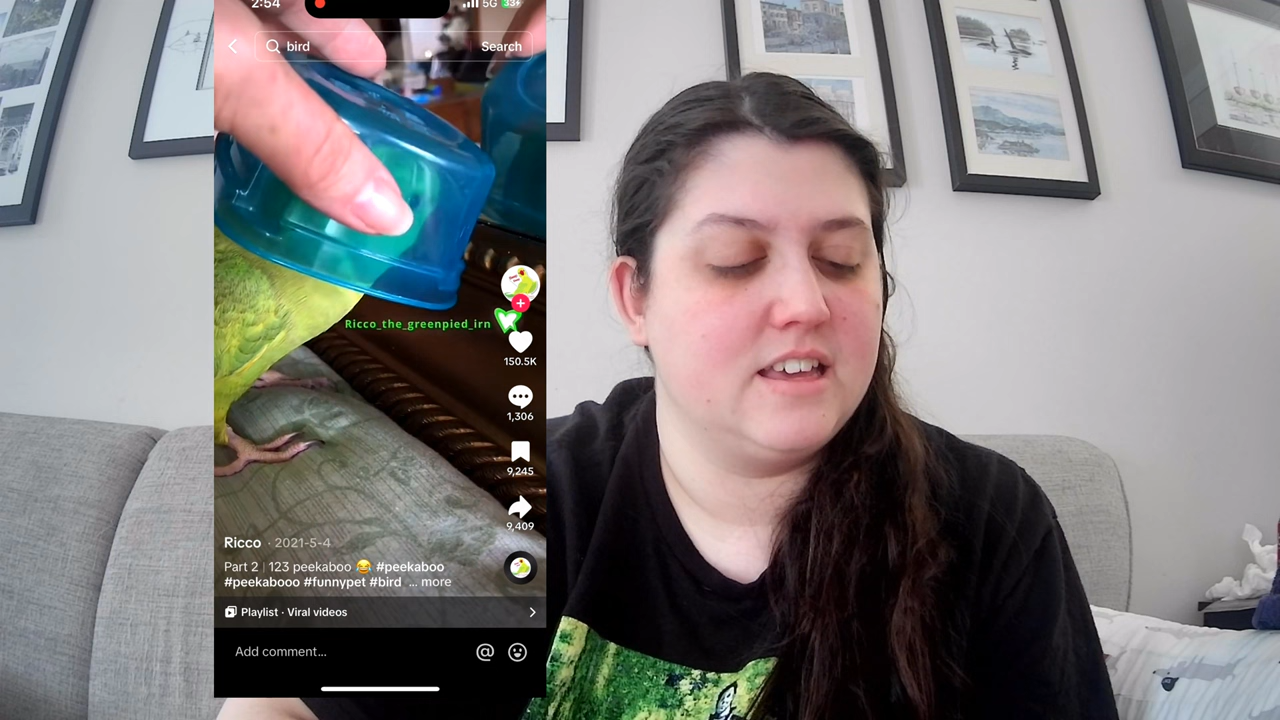 2:54
5G
33
bird
Search
Ricco_the_greenpied_irn
150.5K
1,306
9,245
9,409
Ricco · 2021-5-4
Part 2 | 123 peekaboo 😂 #peekaboo
#peekabooo #funnypet #bird ... more
Playlist · Viral videos
Add comment...